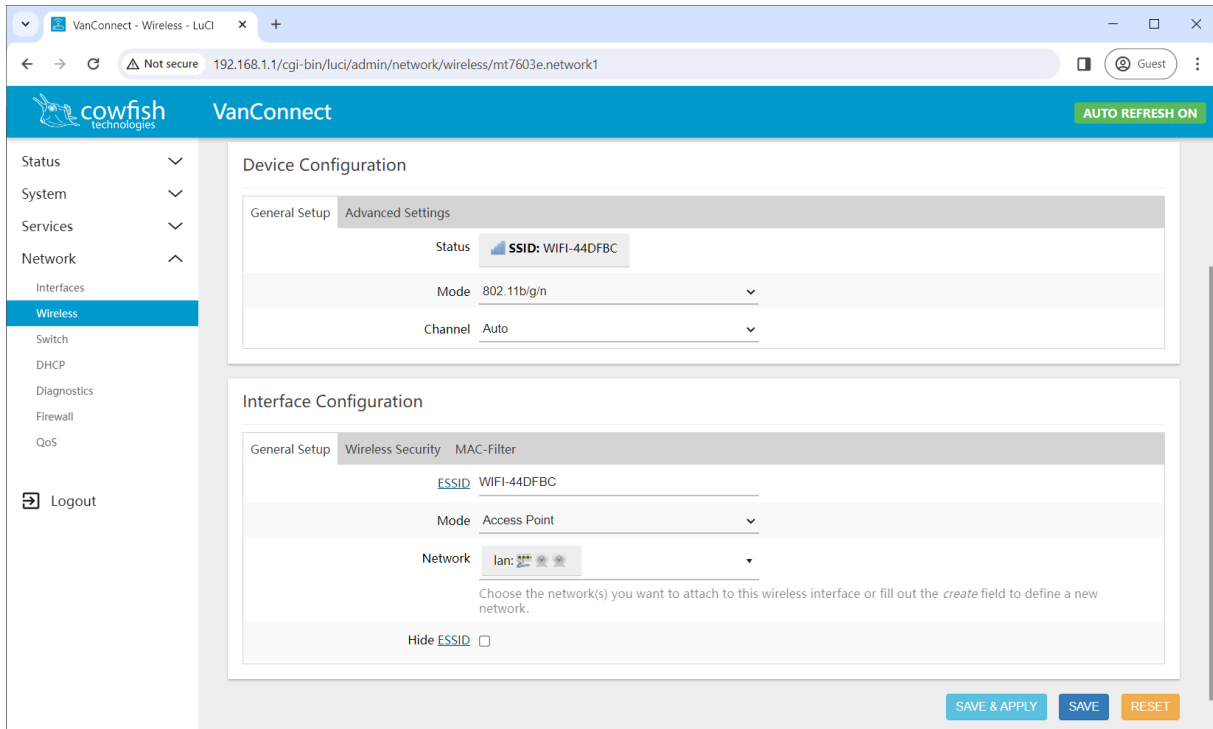 VanConnect - Wireless - LuCI
Not secure 192.168.1.1/cgi-bin/luci/admin/network/wireless/mt7603e.network1
Guest
cowfish
technologies
VanConnect
AUTO REFRESH ON
Status
System
Services
Network
Interfaces
Wireless
Switch
DHCP
Diagnostics
Firewall
QoS
Logout
Device Configuration
General Setup Advanced Settings
Status SSID: WIFI-44DFBC
Mode 802.11b/g/n
Channel Auto
Interface Configuration
General Setup Wireless Security MAC-Filter
ESSID WIFI-44DFBC
Mode Access Point
Network lan:
Choose the network(s) you want to attach to this wireless interface or fill out the create field to define a new
network.
Hide ESSID
SAVE & APPLY SAVE RESET